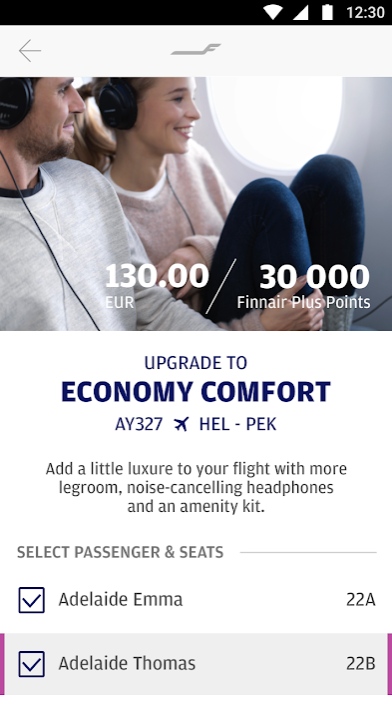 12:30
130.00
30 000
EUR
Finnair Plus Points
UPGRADE TO
ECONOMY COMFORT
AY327 HEL - PEK
Add a little luxure to your flight with more
legroom, noise-cancelling headphones
and an amenity kit.
SELECT PASSENGER & SEATS
Adelaide Emma 22A
Adelaide Thomas 22B